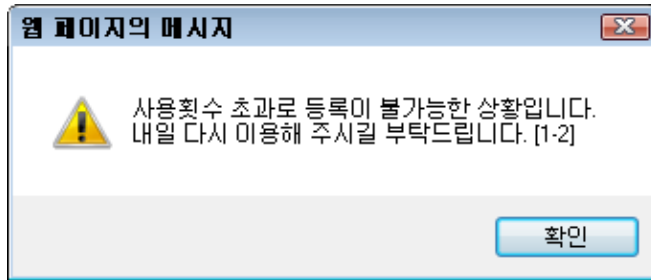 웹 페이지의 메시지
사용횟수 초과로 등록이 불가능한 상황입니다.
내일 다시 이용해 주시길 부탁드립니다. [1-2]
확인